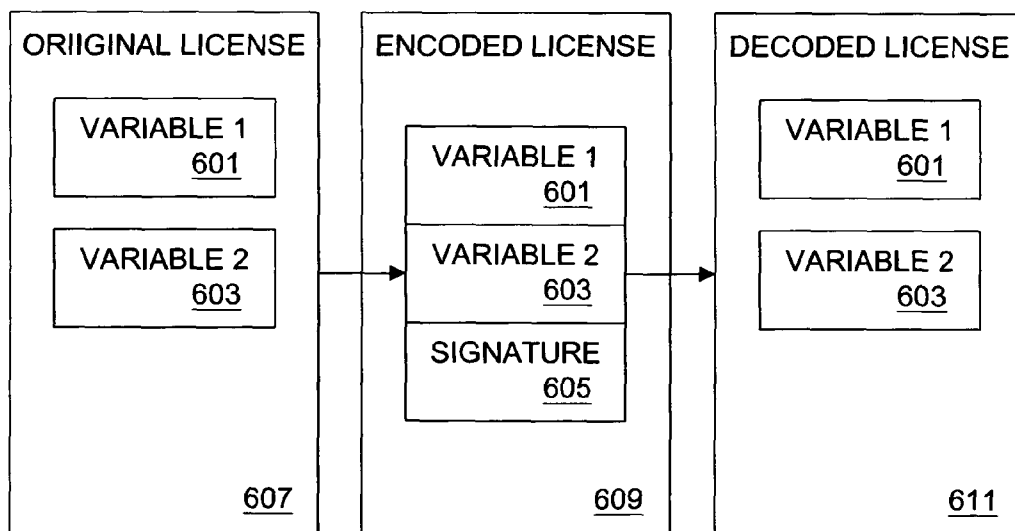 ORIIGINAL LICENSE
VARIABLE 1
601
VARIABLE 2
603
607
ENCODED LICENSE
VARIABLE 1
601
VARIABLE 2
603
SIGNATURE
605
609
DECODED LICENSE
VARIABLE 1
601
VARIABLE 2
603
611